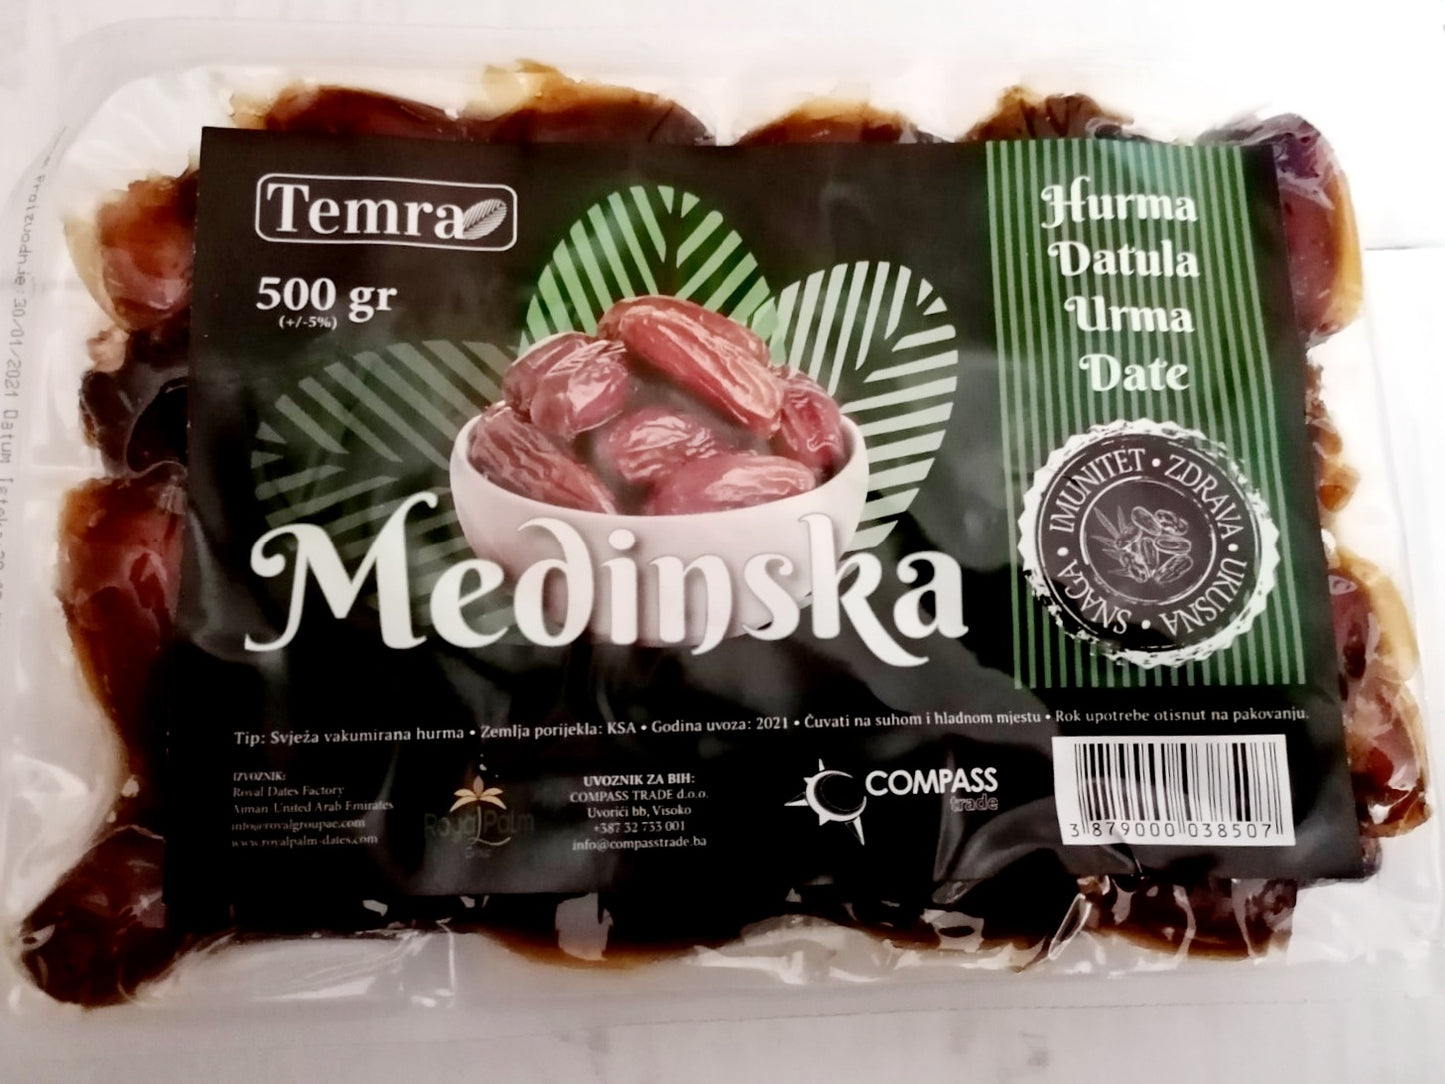 Temra
500 gr
(+/-5%)
Hurma
Datula
Urma
Date
IMUNITET • ZDRAVA • UKUSNA • SNAGA •
Medinska
Tip: Svježa vakumirana hurma • Zemlja porijekla: KSA • Godina uvoza: 2021 • Čuvati na suhom i hladnom mjestu • Rok upotrebe otisnut na pakovanju.
IZVOZNIK:
Royal Dates Factory
Ajman United Arab Emirates
info@royalgroupae.com
www.royalpalm-dates.com
Royal Palm
UVOZNIK ZA BIH:
COMPASS TRADE d.o.o.
Uvorići bb, Visoko
+387 32 733 001
info@compasstrade.ba
COMPASS
trade
3 879000 038507
30/01/2021 Datum